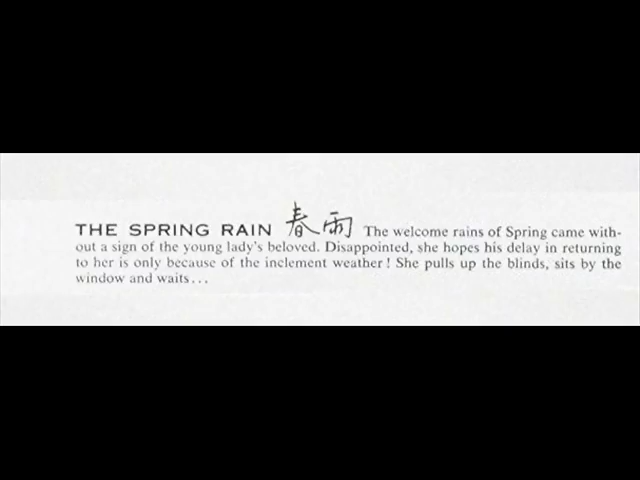 THE SPRING RAIN 春雨 The welcome rains of Spring came with-
out a sign of the young lady's beloved. Disappointed, she hopes his delay in returning
to her is only because of the inclement weather! She pulls up the blinds, sits by the
window and waits...